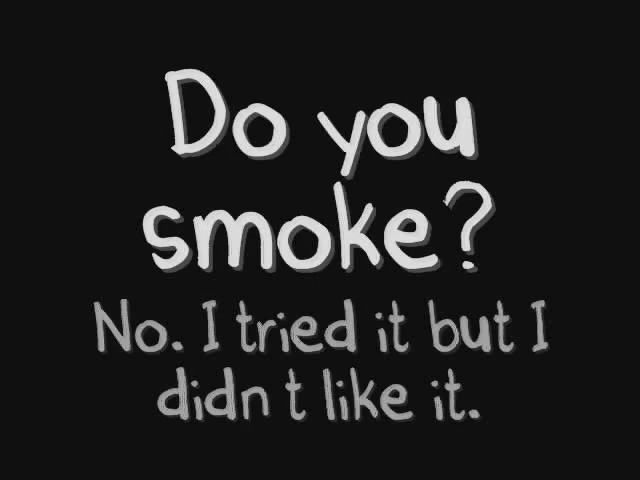 Do you
smoke?
No. I tried it but I
didn t like it.